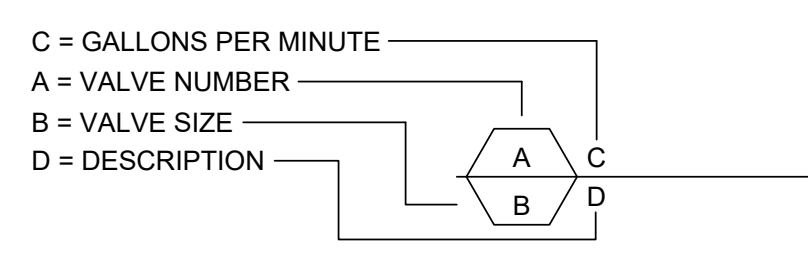 C = GALLONS PER MINUTE
A = VALVE NUMBER
B = VALVE SIZE
D = DESCRIPTION
A
C
B
D